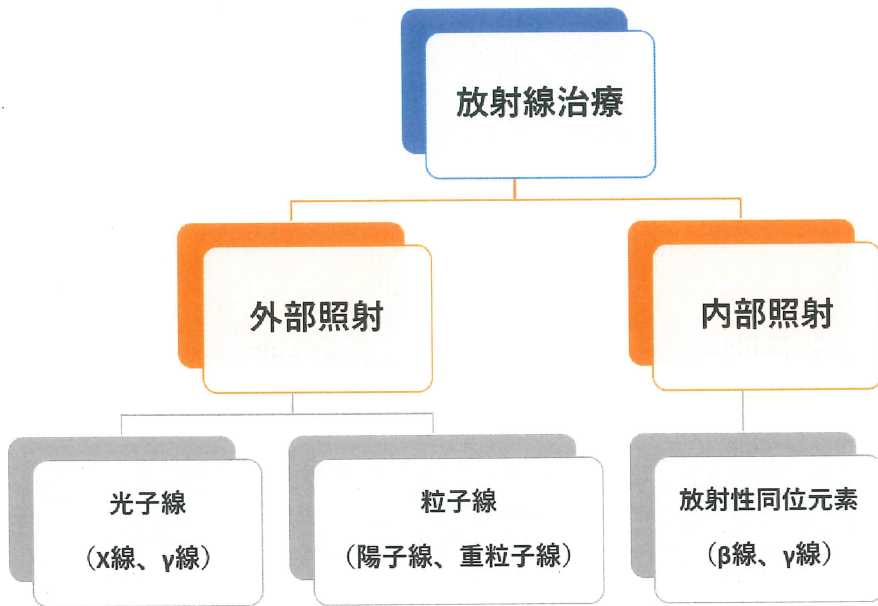 放射線治療
外部照射
内部照射
光子線
（X線、γ線）
粒子線
（陽子線、重粒子線）
放射性同位元素
（β線、γ線）